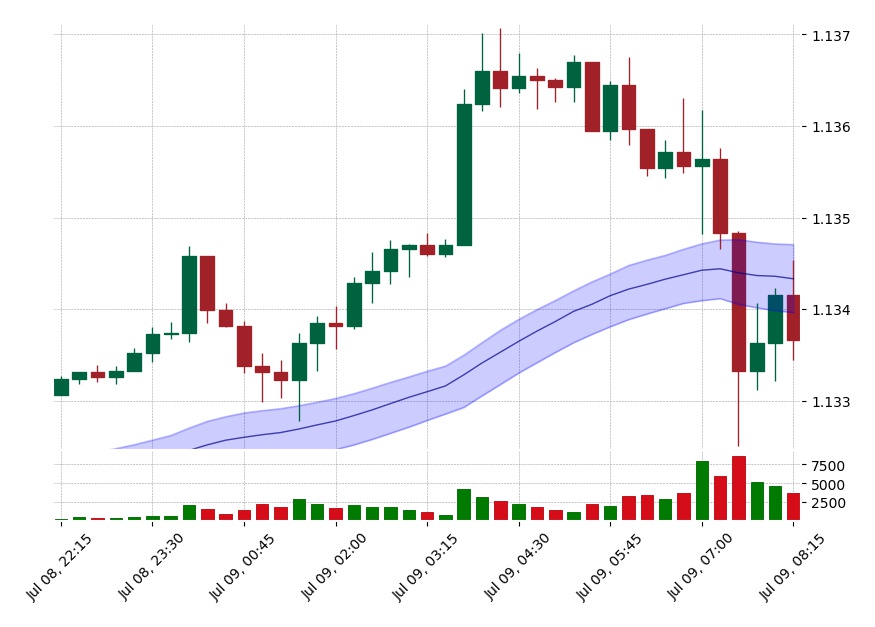 1.137
1.136
1.135
1.134
1.133
7500
5000
2500
Jul 08, 22:15
Jul 08, 23:30
Jul 09, 00:45
Jul 09, 02:00
Jul 09, 03:15
Jul 09, 04:30
Jul 09, 05:45
Jul 09, 07:00
Jul 09, 08:15